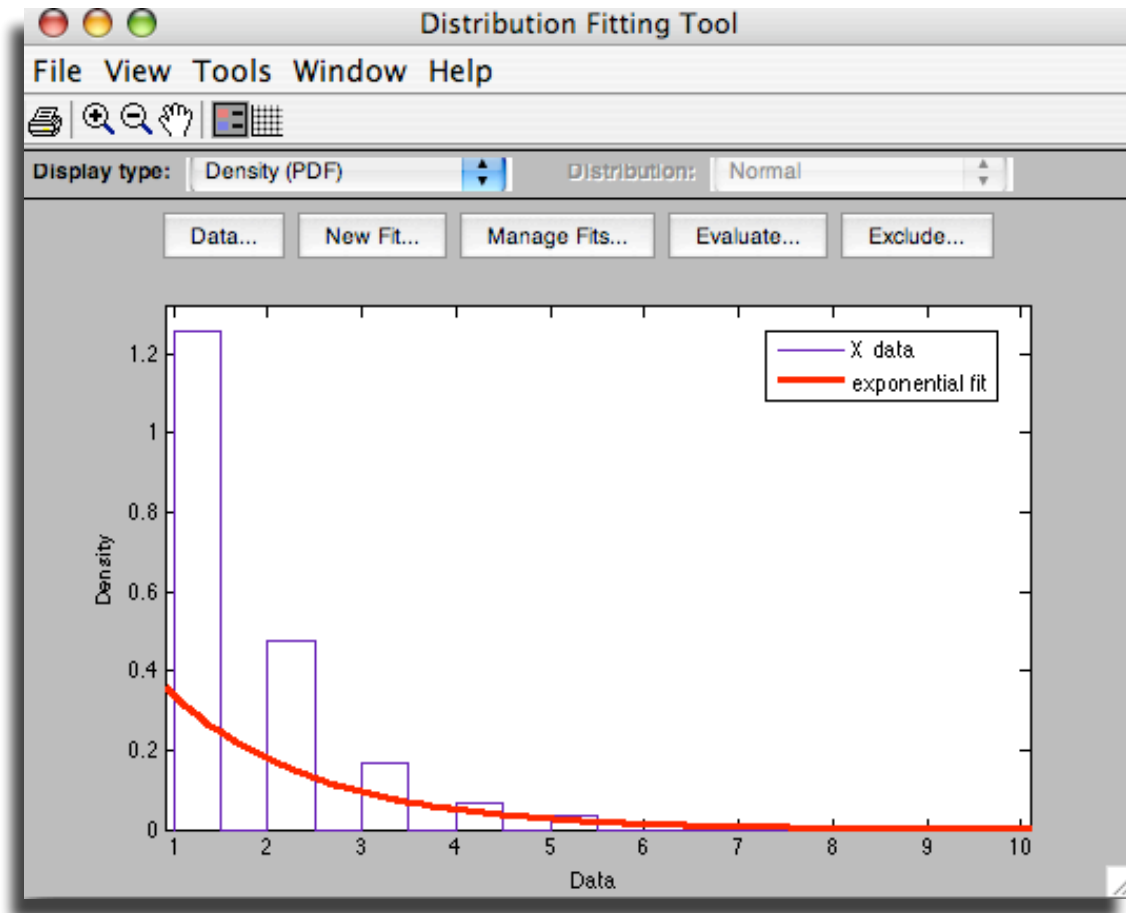 Distribution Fitting Tool
File View Tools Window Help
Display type: Density (PDF) Distribution: Normal
Data... New Fit... Manage Fits... Evaluate... Exclude...
X data
exponential fit
1.2
1
0.8
0.6
0.4
0.2
0
Density
1 2 3 4 5 6 7 8 9 10
Data